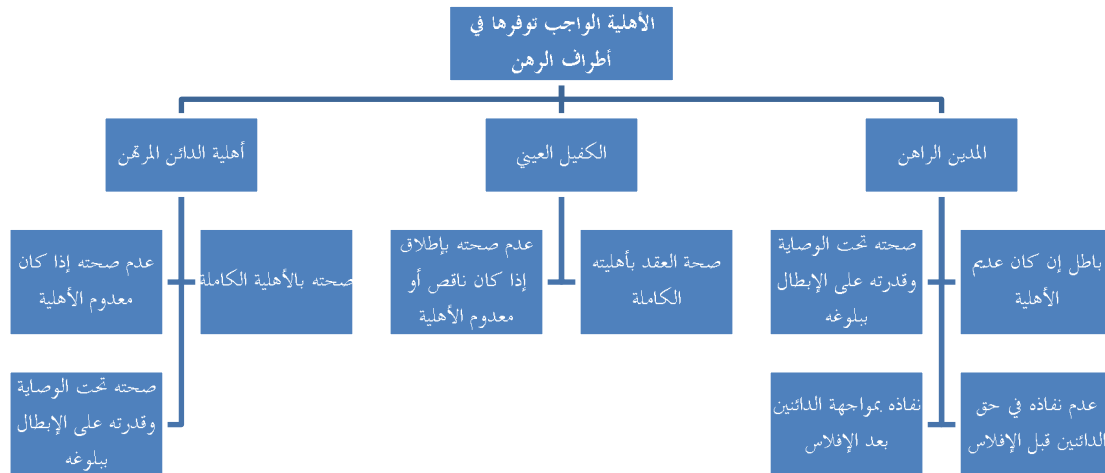 الأهلية الواجب توفرها في
أطراف الرهن
المدين الراهن
الكفيل العيني
أهلية الدائن المرتهن
باطل إن كان عديم
الأهلية
صحته تحت الوصاية
وقدرته على الإبطال
ببلوغه
عدم نفاذه في حق
الدائنين قبل الإفلاس
نفاذه بمواجهة الدائنين
بعد الإفلاس
صحة العقد بأهليته
الكاملة
عدم صحته بإطلاق
إذا كان ناقص أو
معدوم الأهلية
صحته بالأهلية الكاملة
عدم صحته إذا كان
معدوم الأهلية
صحته تحت الوصاية
وقدرته على الإبطال
ببلوغه